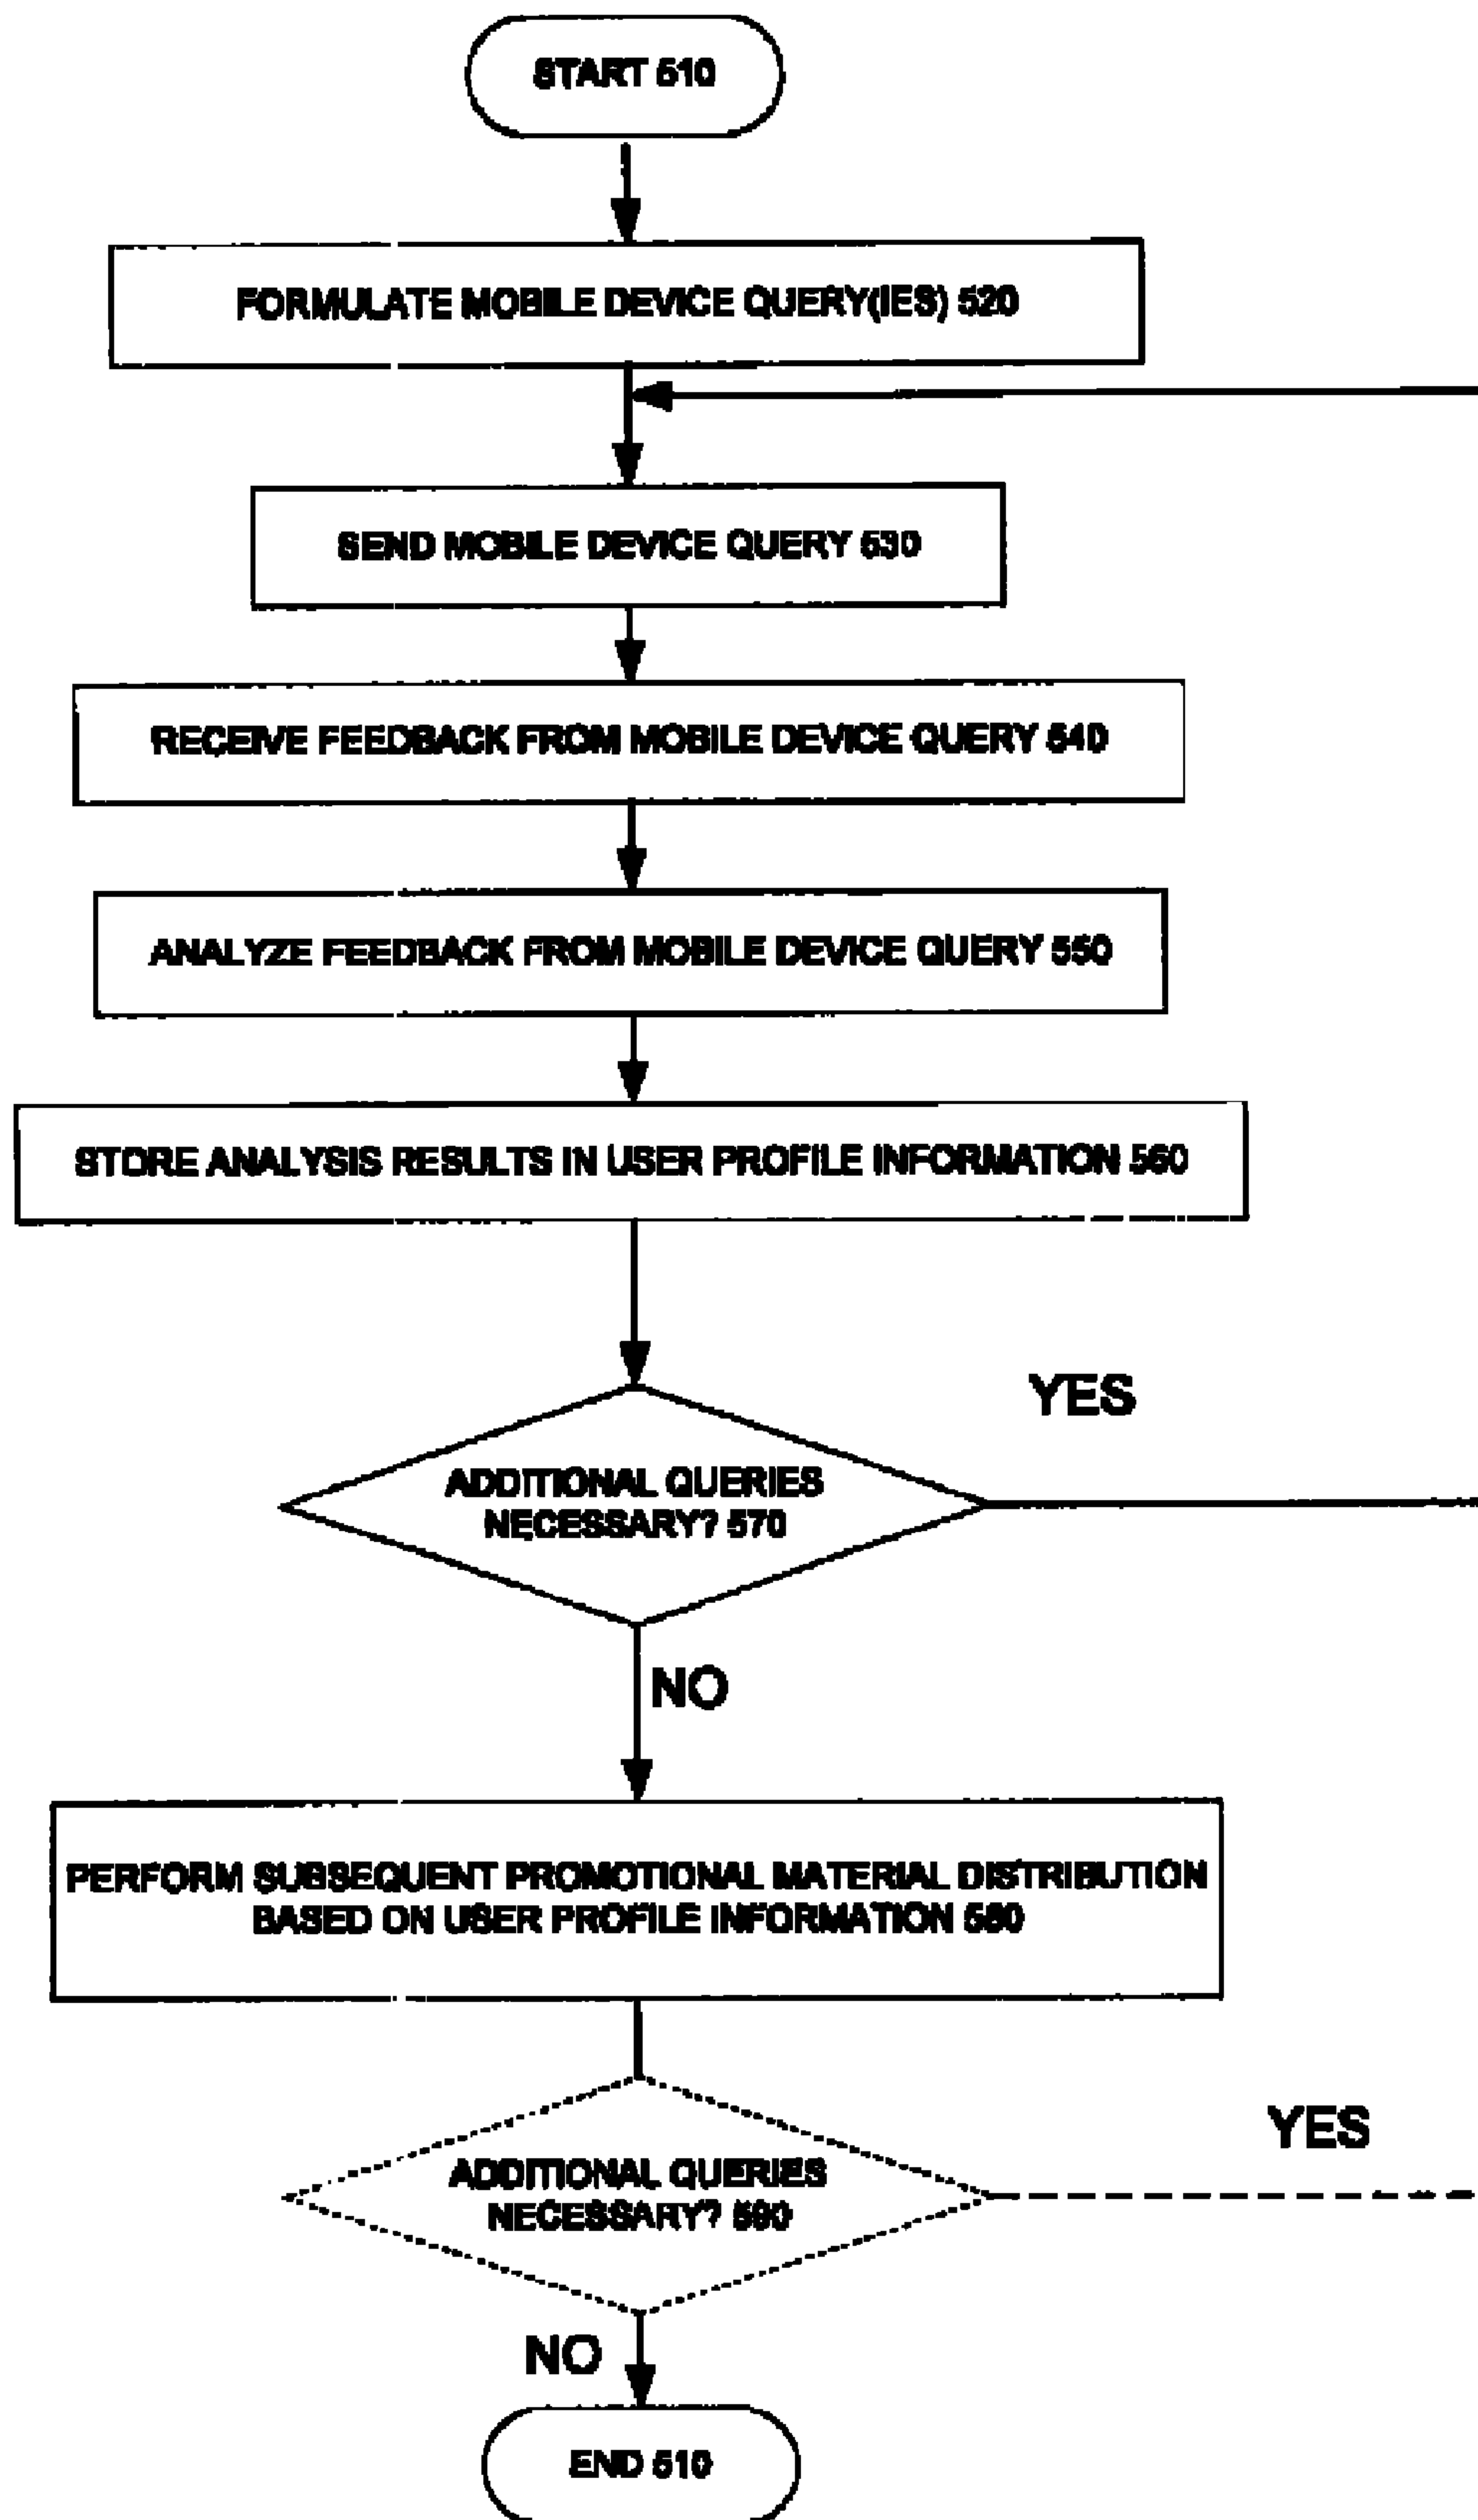 START 510
FORMULATE MOBILE DEVICE QUERY(IES) 520
SEND MOBILE DEVICE QUERY 530
RECEIVE FEEDBACK FROM MOBILE DEVICE QUERY 540
ANALYZE FEEDBACK FROM MOBILE DEVICE QUERY 550
STORE ANALYSIS RESULTS IN USER PROFILE INFORMATION 560
YES
ADDITIONAL QUERIES
NECESSARY? 570
NO
PERFORM SUBSEQUENT PROMOTIONAL MATERIAL DISTRIBUTION
BASED ON USER PROFILE INFORMATION 580
YES
ADDITIONAL QUERIES
NECESSARY? 590
NO
END 510